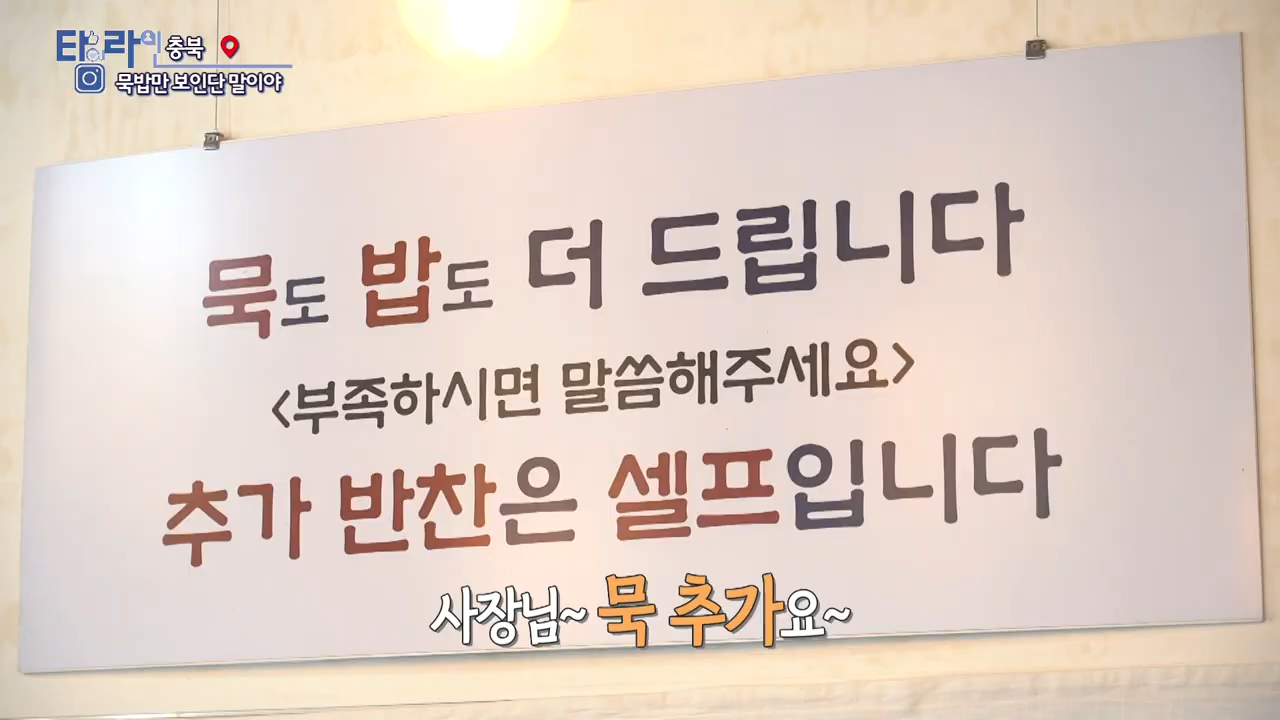 타임라인 충북
묵밥만 보인단 말이야
묵도 밥도 더 드립니다
<부족하시면 말씀해주세요>
추가 반찬은 셀프입니다
사장님~ 묵 추가요~